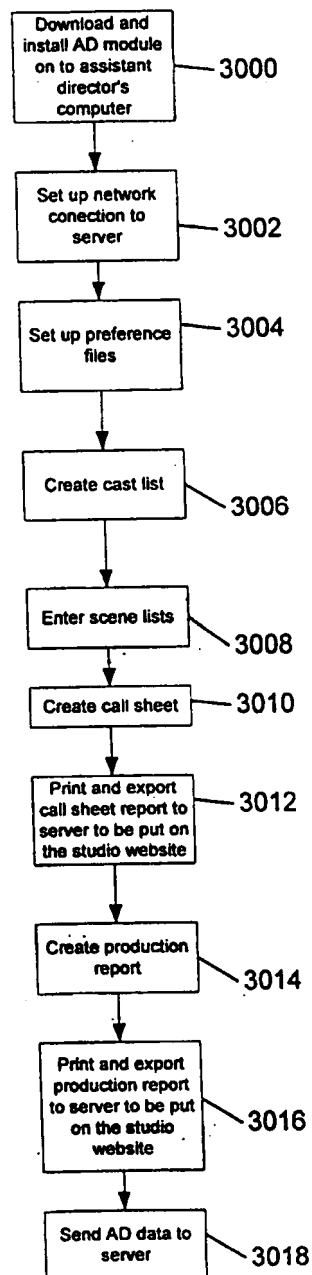 Download and
install AD module
on to assistant
director's
computer
3000
Set up network
conection to
server
3002
Set up preference
files
3004
Create cast list
3006
Enter scene lists
3008
Create call sheet
3010
Print and export
call sheet report to
server to be put on
the studio website
3012
Create production
report
3014
Print and export
production report
to server to be put
on the studio
website
3016
Send AD data to
server
3018